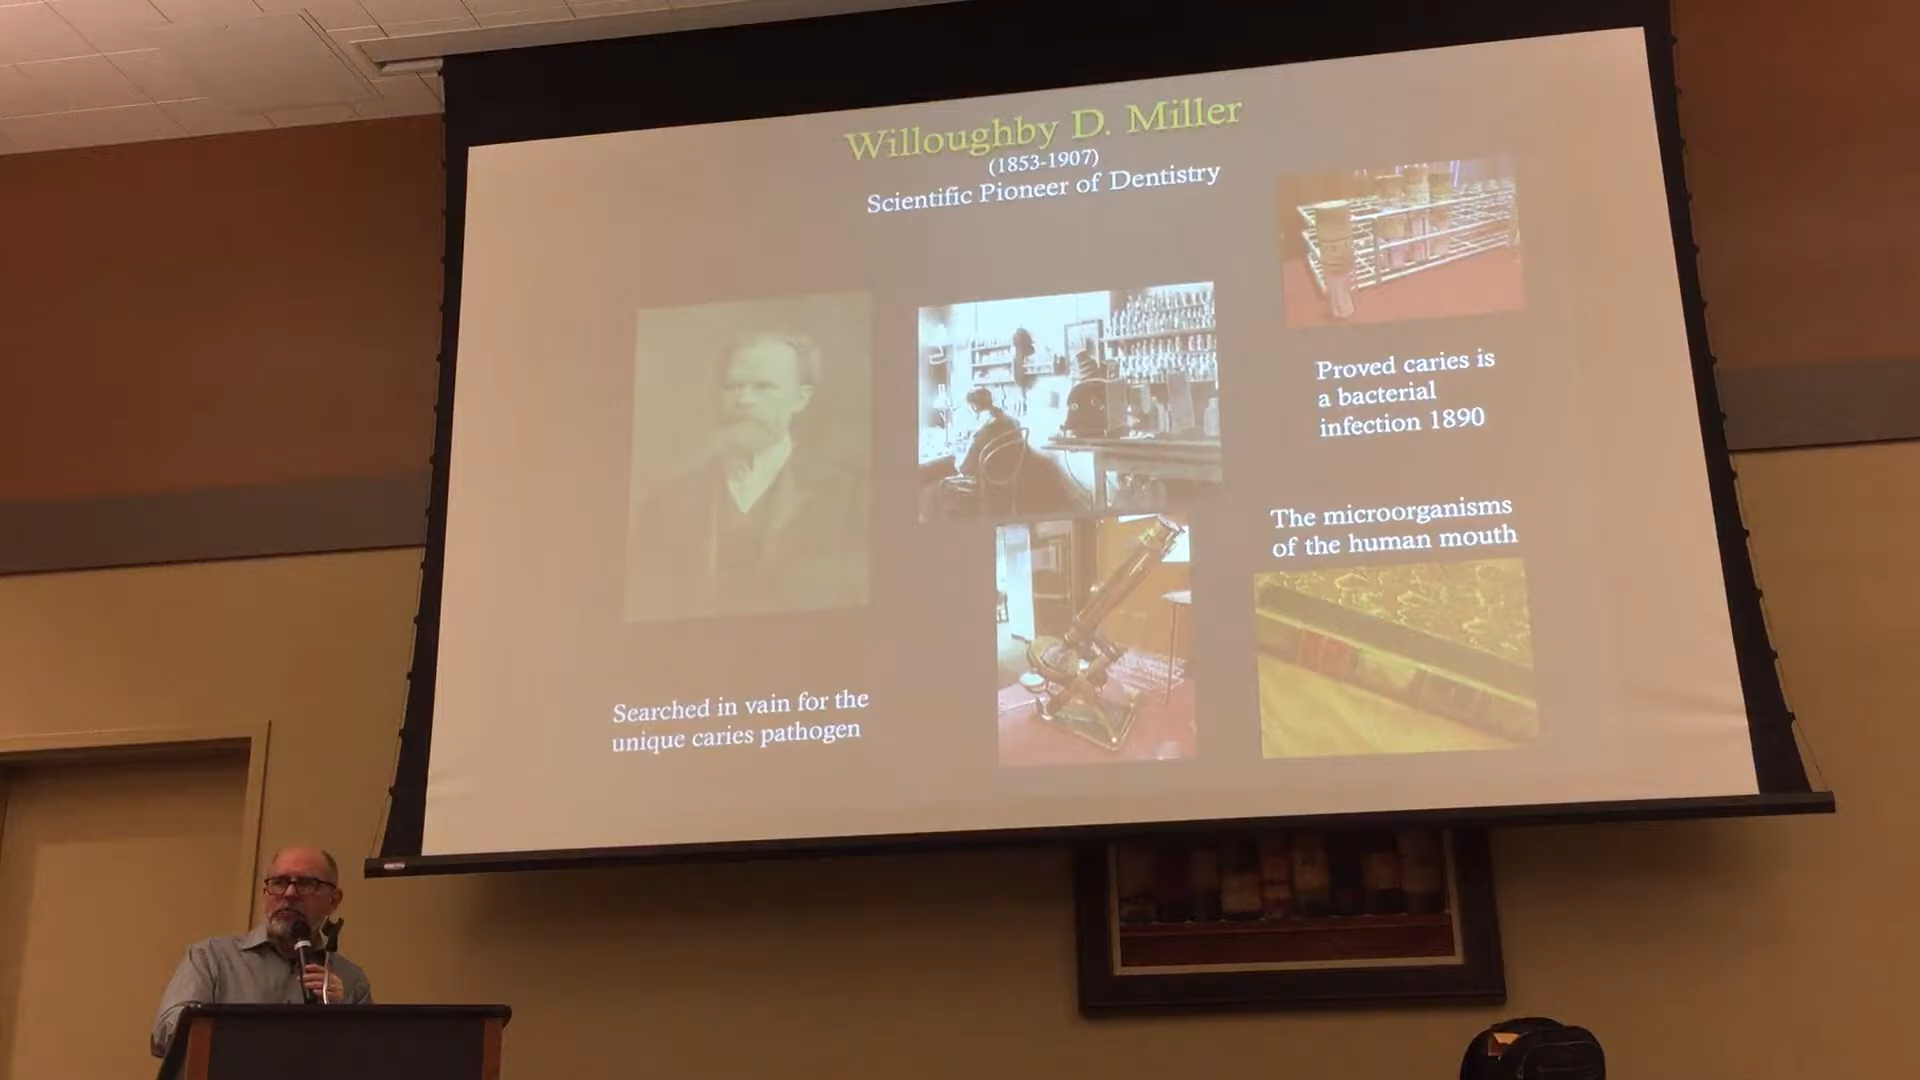 Willoughby D. Miller
(1853-1907)
Scientific Pioneer of Dentistry
Proved caries is
a bacterial
infection 1890
The microorganisms
of the human mouth
Searched in vain for the
unique caries pathogen